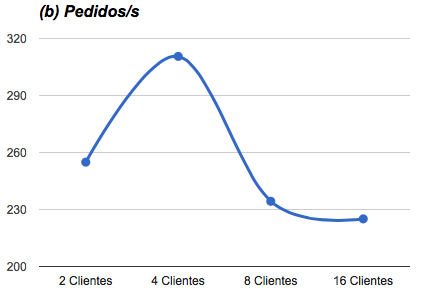 (b) Pedidos/s
320
290
260
230
200
2 Clientes
4 Clientes
8 Clientes
16 Clientes